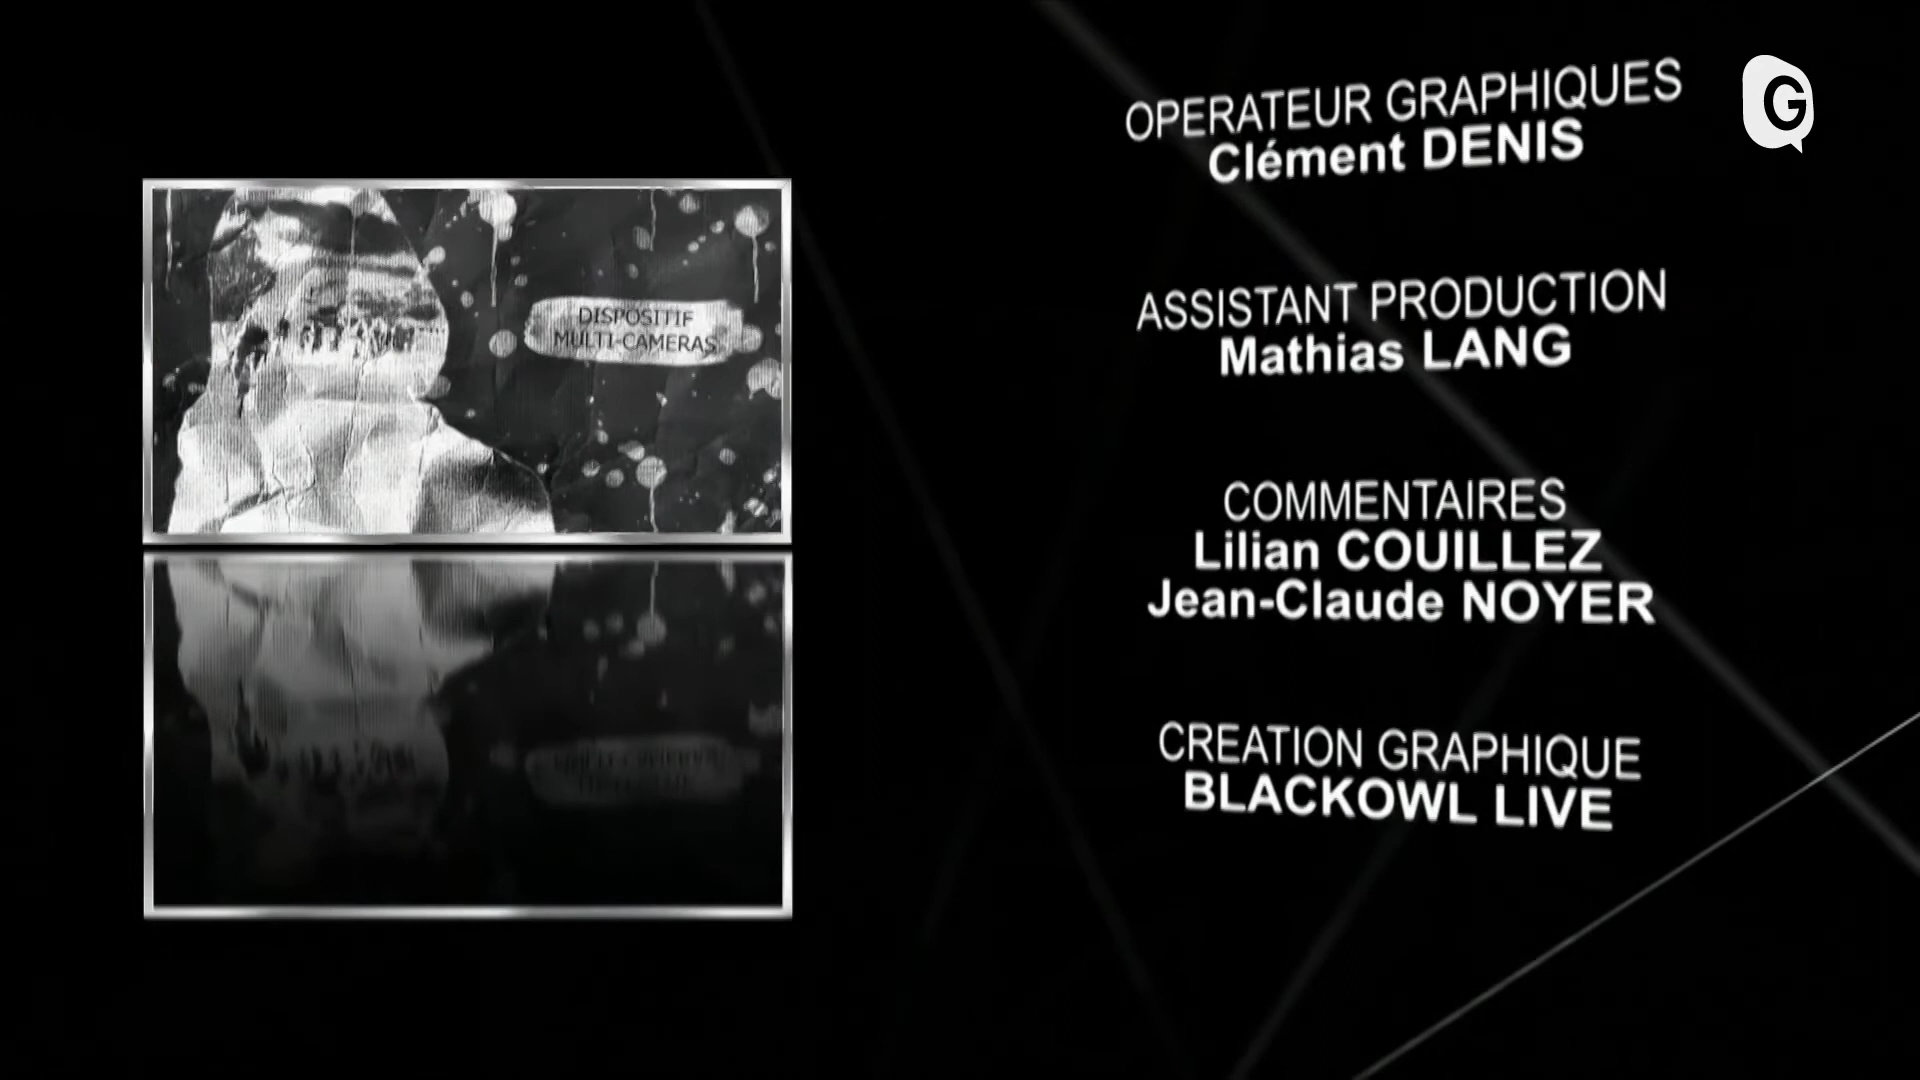 DISPOSITIF
MULTI-CAMERAS
OPERATEUR GRAPHIQUES
Clément DENIS
ASSISTANT PRODUCTION
Mathias LANG
COMMENTAIRES
Lilian COUILLEZ
Jean-Claude NOYER
CREATION GRAPHIQUE
BLACKOWL LIVE
G